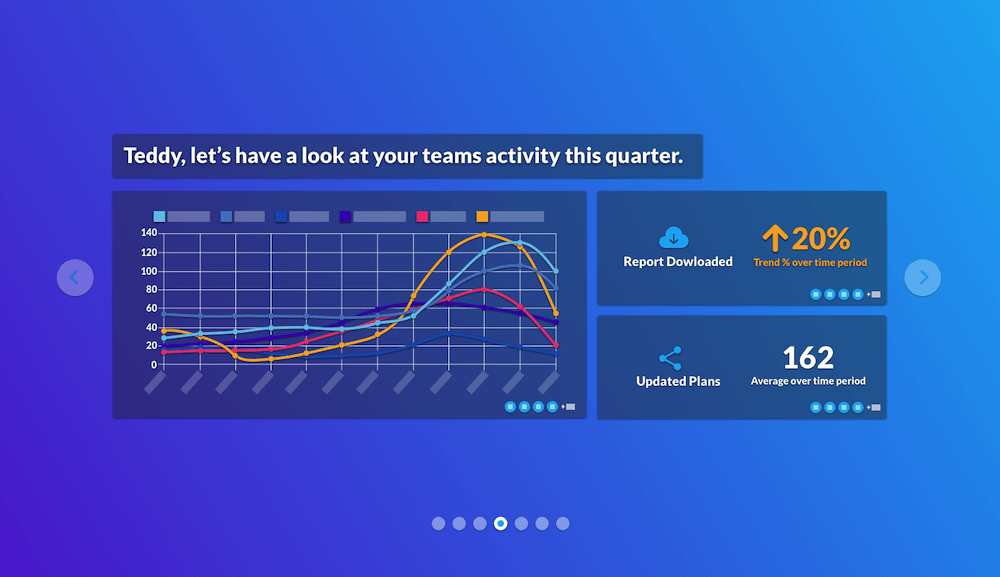 Teddy, let’s have a look at your teams activity this quarter.
140
120
100
80
60
40
20
0
Report Dowloaded
20%
Trend % over time period
Updated Plans
162
Average over time period